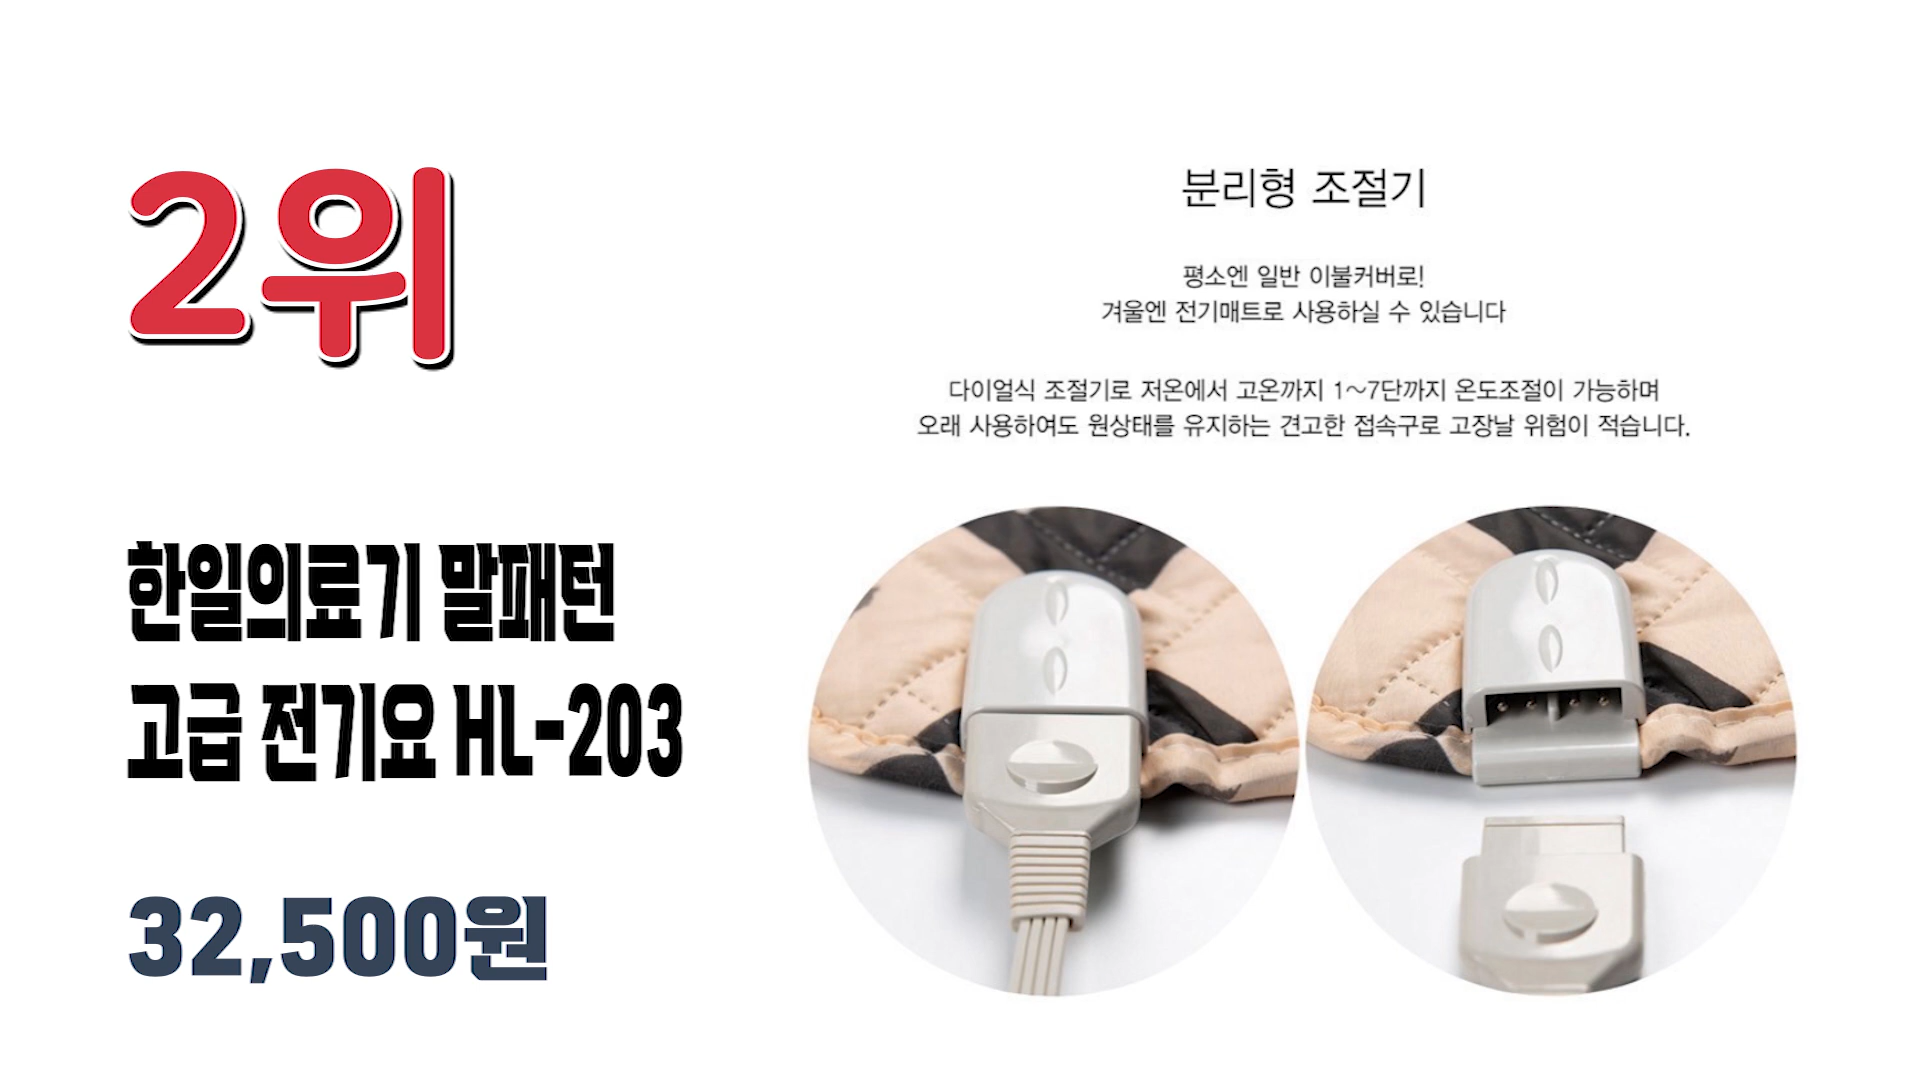 2위
한일의료기 말패턴
고급 전기요 HL-203
32,500원
분리형 조절기
평소엔 일반 이불커버로!
겨울엔 전기매트로 사용하실 수 있습니다
다이얼식 조절기로 저온에서 고온까지 1~7단까지 온도조절이 가능하며
오래 사용하여도 원상태를 유지하는 견고한 접속구로 고장날 위험이 적습니다.